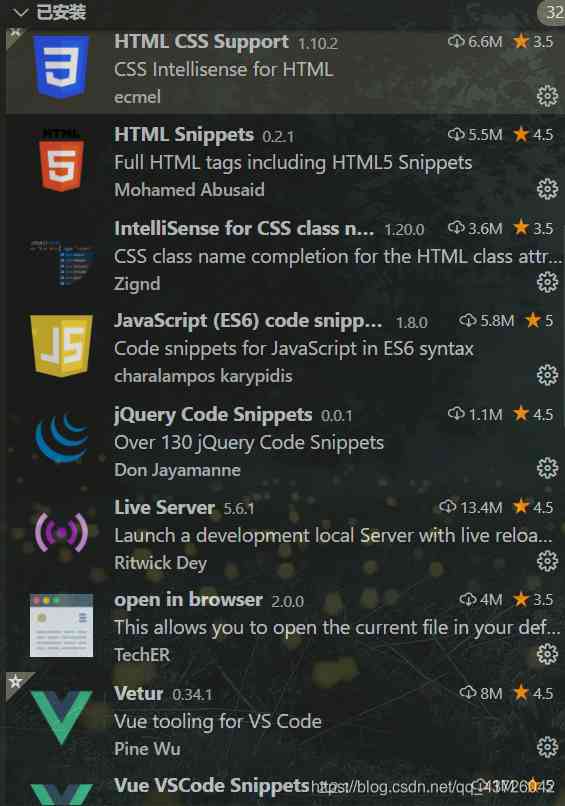 已安装 32
HTML CSS Support 1.10.2 6.6M 3.5
CSS Intellisense for HTML
ecmel
HTML
5
HTML Snippets 0.2.1 5.5M 4.5
Full HTML tags including HTML5 Snippets
Mohamed Abusaid
IntelliSense for CSS class n... 1.20.0 3.6M 3.5
CSS class name completion for the HTML class attr...
Zignd
JS
JavaScript (ES6) code snipp... 1.8.0 5.8M 5
Code snippets for JavaScript in ES6 syntax
charalampos karypidis
jQuery Code Snippets 0.0.1 1.1M 4.5
Over 130 jQuery Code Snippets
Don Jayamanne
Live Server 5.6.1 13.4M 4.5
Launch a development local Server with live reloa...
Ritwick Dey
open in browser 2.0.0 4M 3.5
This allows you to open the current file in your def...
TechER
Vetur 0.34.1 8M 4.5
Vue tooling for VS Code
Pine Wu
Vue VSCode Snippets
https://blog.csdn.net/qq_43726042